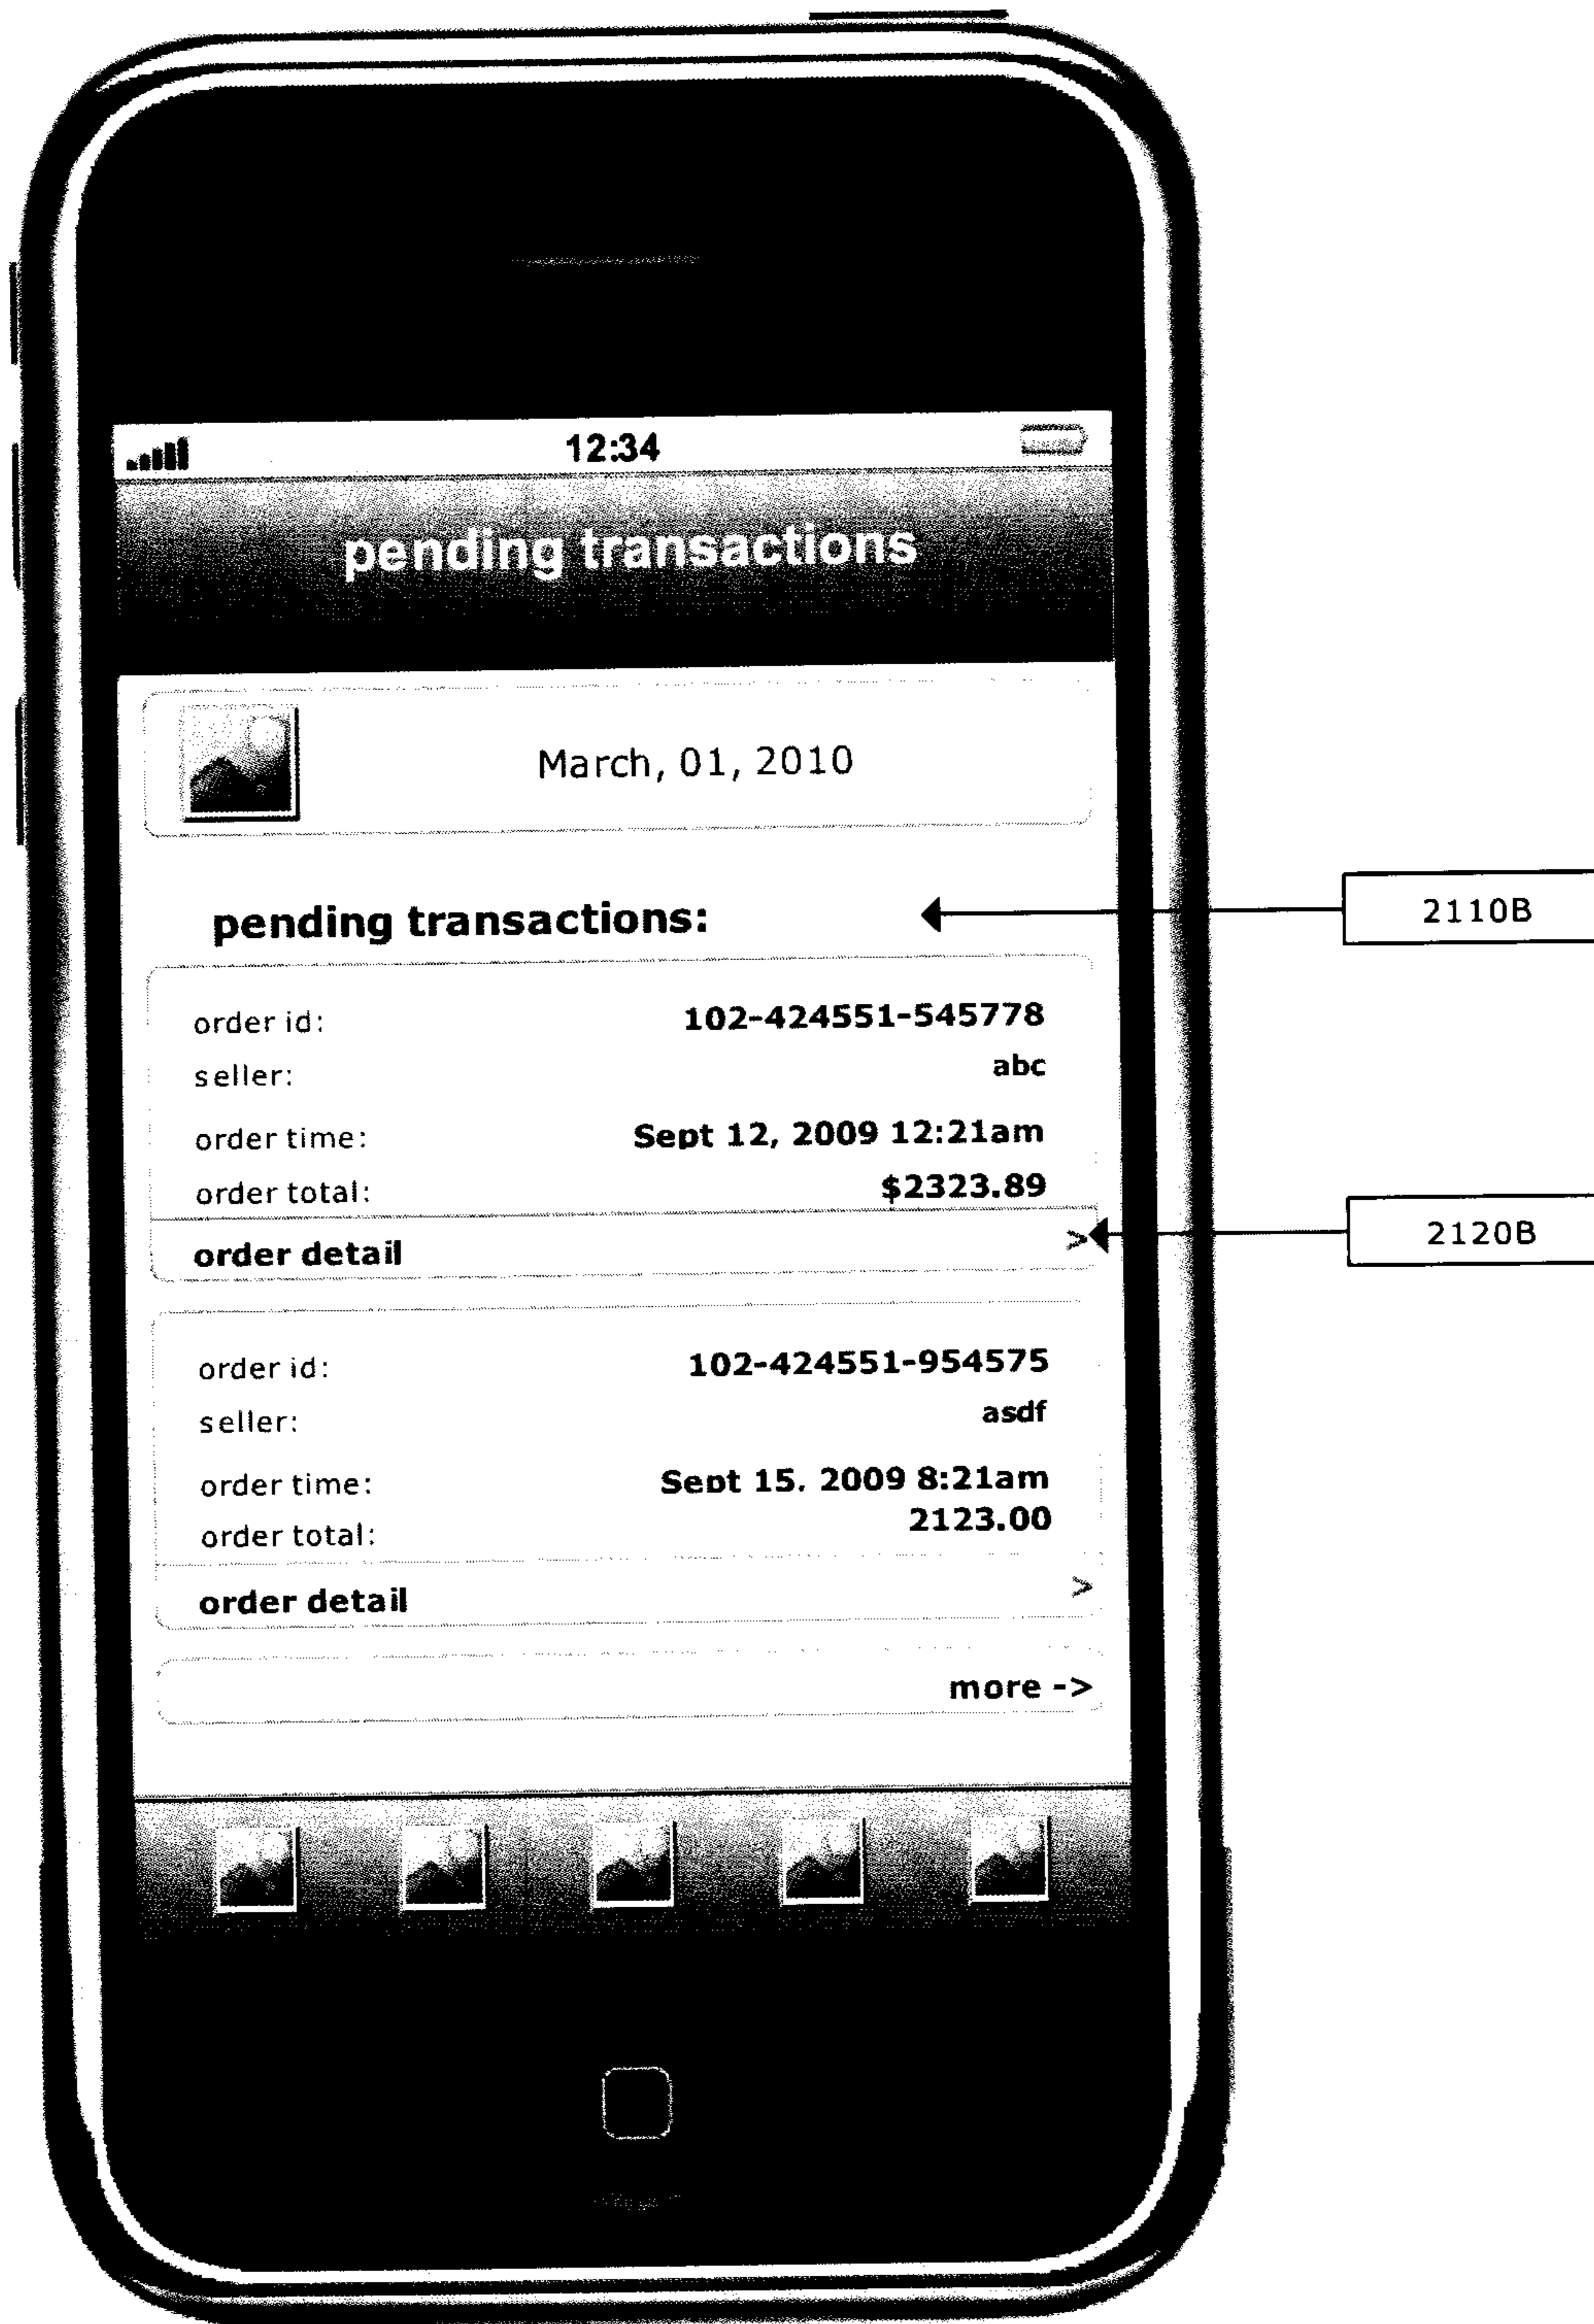 12:34
pending transactions
March, 01, 2010
pending transactions:
2110B
order id: 102-424551-545778
seller: abc
order time: Sept 12, 2009 12:21am
order total: $2323.89
order detail >
2120B
order id: 102-424551-954575
seller: asdf
order time: Sept 15. 2009 8:21am
order total: 2123.00
order detail >
more ->